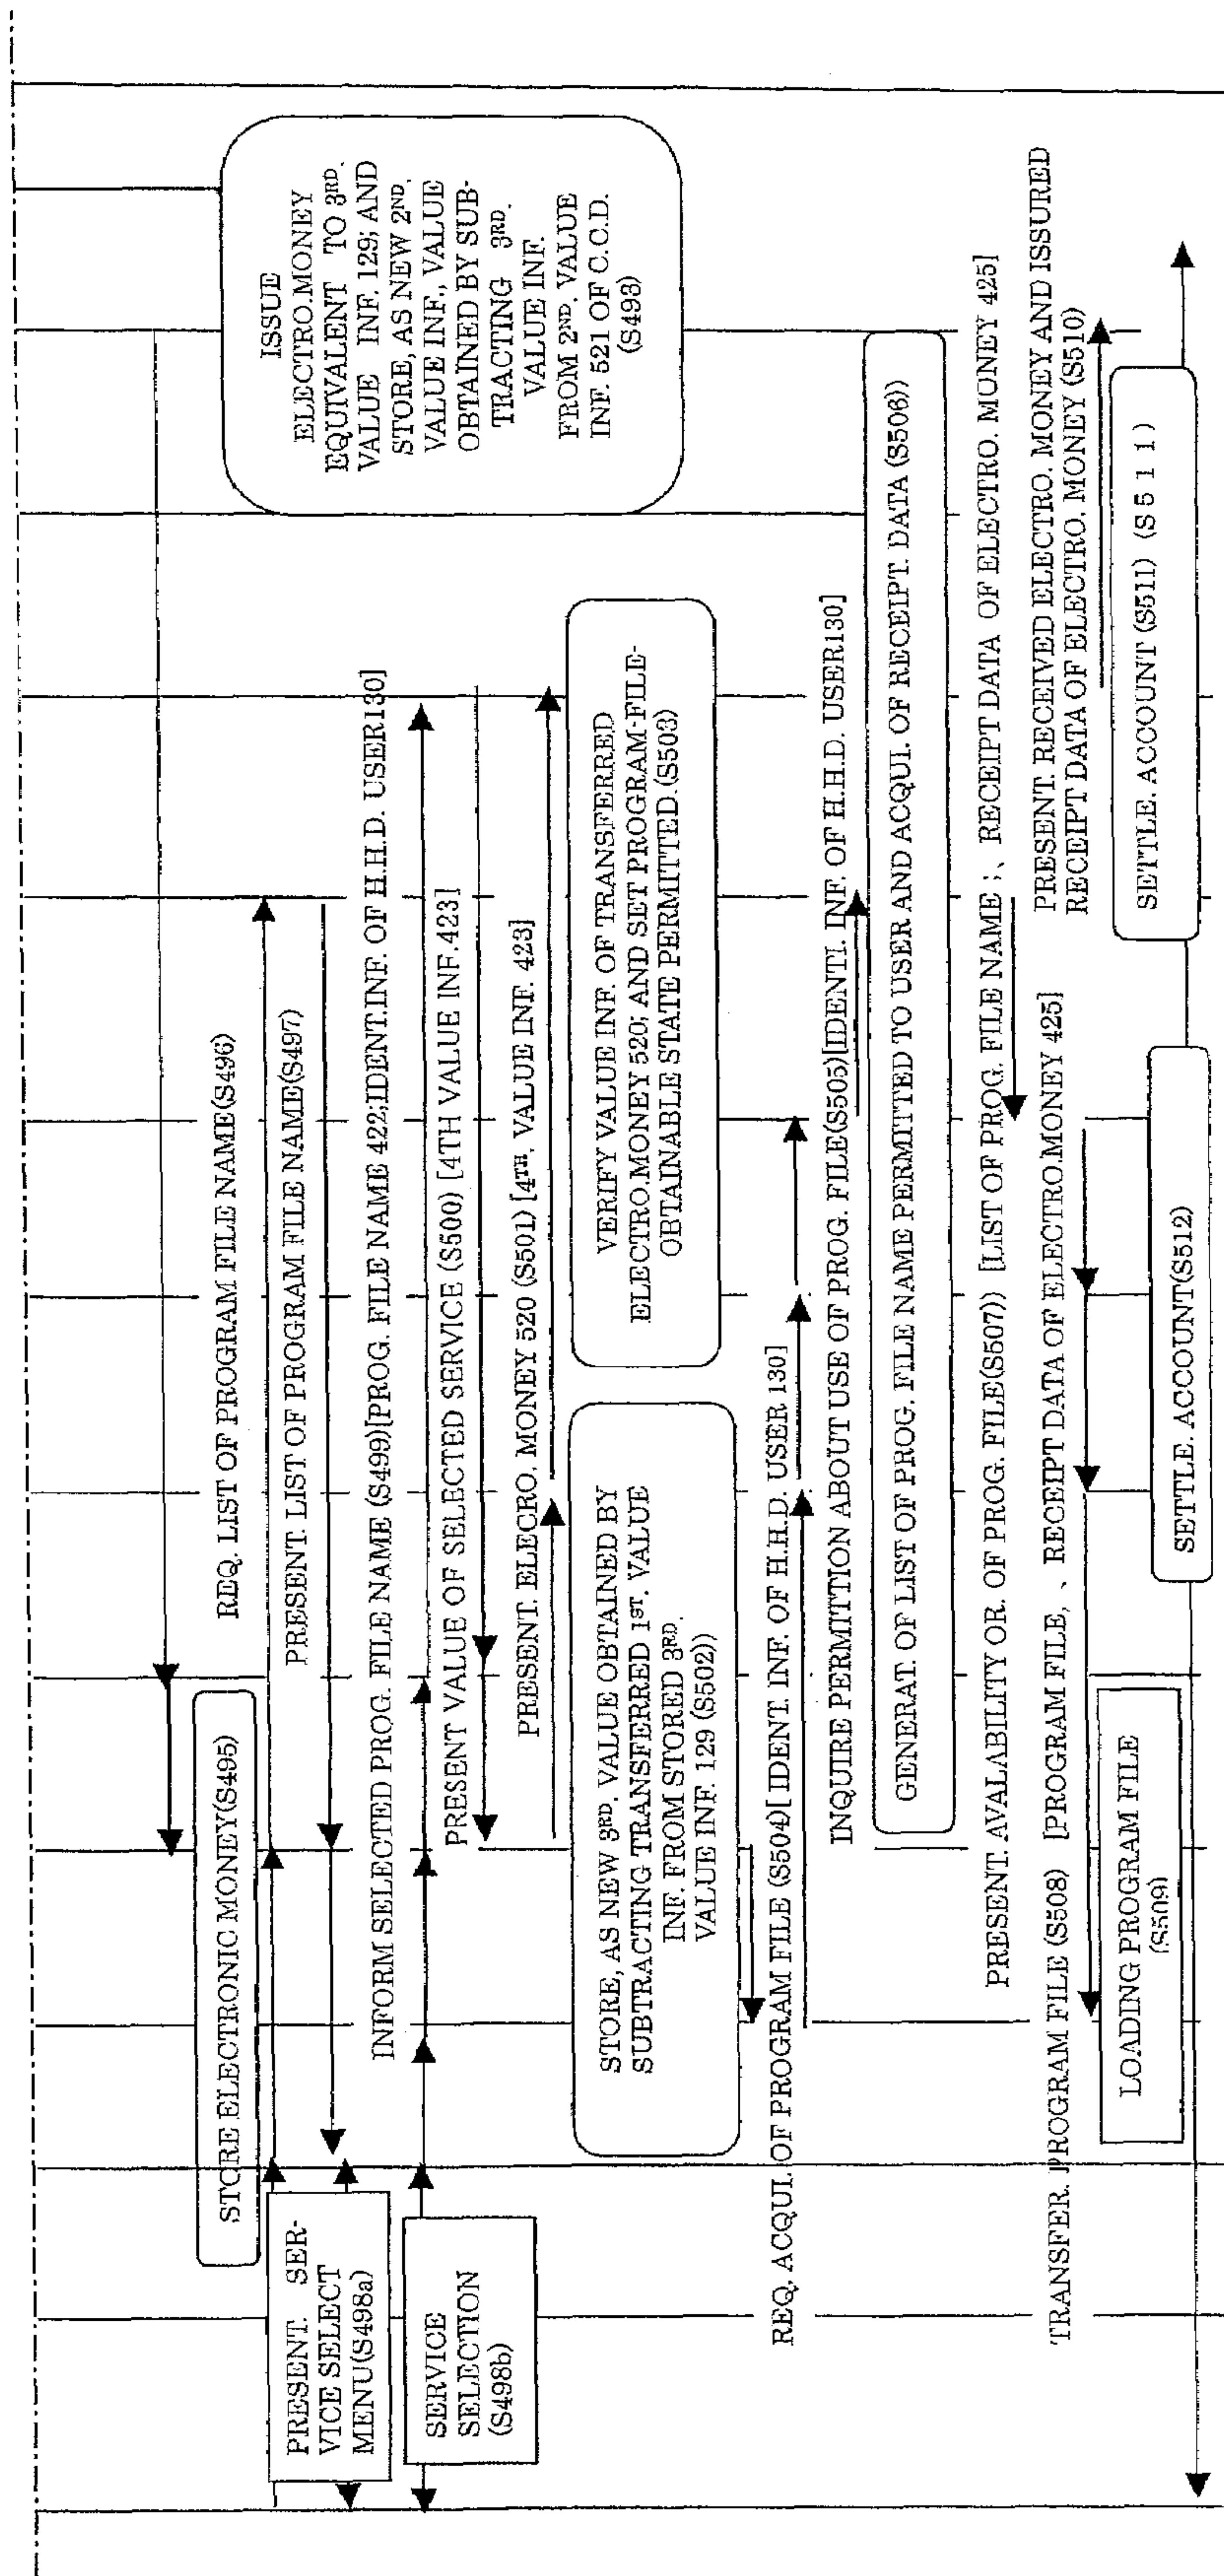 ISSUE
ELECTRO.MONEY
EQUIVALENT TO 3RD.
VALUE INF. 129; AND
STORE, AS NEW 2ND.
VALUE INF., VALUE
OBTAINED BY SUB-
TRACTING 3RD.
VALUE INF.
FROM 2ND. VALUE
INF. 521 OF C.C.D.
(S493)
STORE ELECTRONIC MONEY(S495)
REQ. LIST OF PROGRAM FILE NAME(S496)
PRESENT. LIST OF PROGRAM FILE NAME(S497)
PRESENT. SER-
VICE SELECT
MENU(S498a)
SERVICE
SELECTION
(S498b)
INFORM SELECTED PROG. FILE NAME (S499)[PROG. FILE NAME 422;IDENT.INF. OF H.H.D. USER130]
PRESENT VALUE OF SELECTED SERVICE (S500) [4TH VALUE INF.423]
PRESENT. ELECRO. MONEY 520 (S501) [4TH. VALUE INF. 423]
STORE, AS NEW 3RD. VALUE OBTAINED BY
SUBTRACTING TRANSFERRED 1ST. VALUE
INF. FROM STORED 3RD.
VALUE INF. 129 (S502))
VERIFY VALUE INF. OF TRANSFERRED
ELECTRO.MONEY 520; AND SET PROGRAM-FILE-
OBTAINABLE STATE PERMITTED.(S503)
REQ. ACQUI. OF PROGRAM FILE (S504)[ IDENT. INF. OF H.H.D. USER 130]
INQUIRE PERMITION ABOUT USE OF PROG. FILE(S505)[IDENTI. INF. OF H.H.D. USER130]
GENERAT. OF LIST OF PROG. FILE NAME PERMITTED TO USER AND ACQUI. OF RECEIPT. DATA (S506))
PRESENT. AVALABILITY OR. OF PROG. FILE(S507)) [LIST OF PROG. FILE NAME ; 、RECEIPT DATA OF ELECTRO. MONEY 425]
TRANSFER. PROGRAM FILE (S508) [PROGRAM FILE, 、RECEIPT DATA OF ELECTRO.MONEY 425]
LOADING PROGRAM FILE
(S509)
PRESENT. RECEIVED ELECTRO. MONEY AND ISSURED
RECEIPT DATA OF ELECTRO. MONEY (S510)
SETTLE. ACCOUNT (S511) (S 5 1 1 )
SETTLE. ACCOUNT(S512)